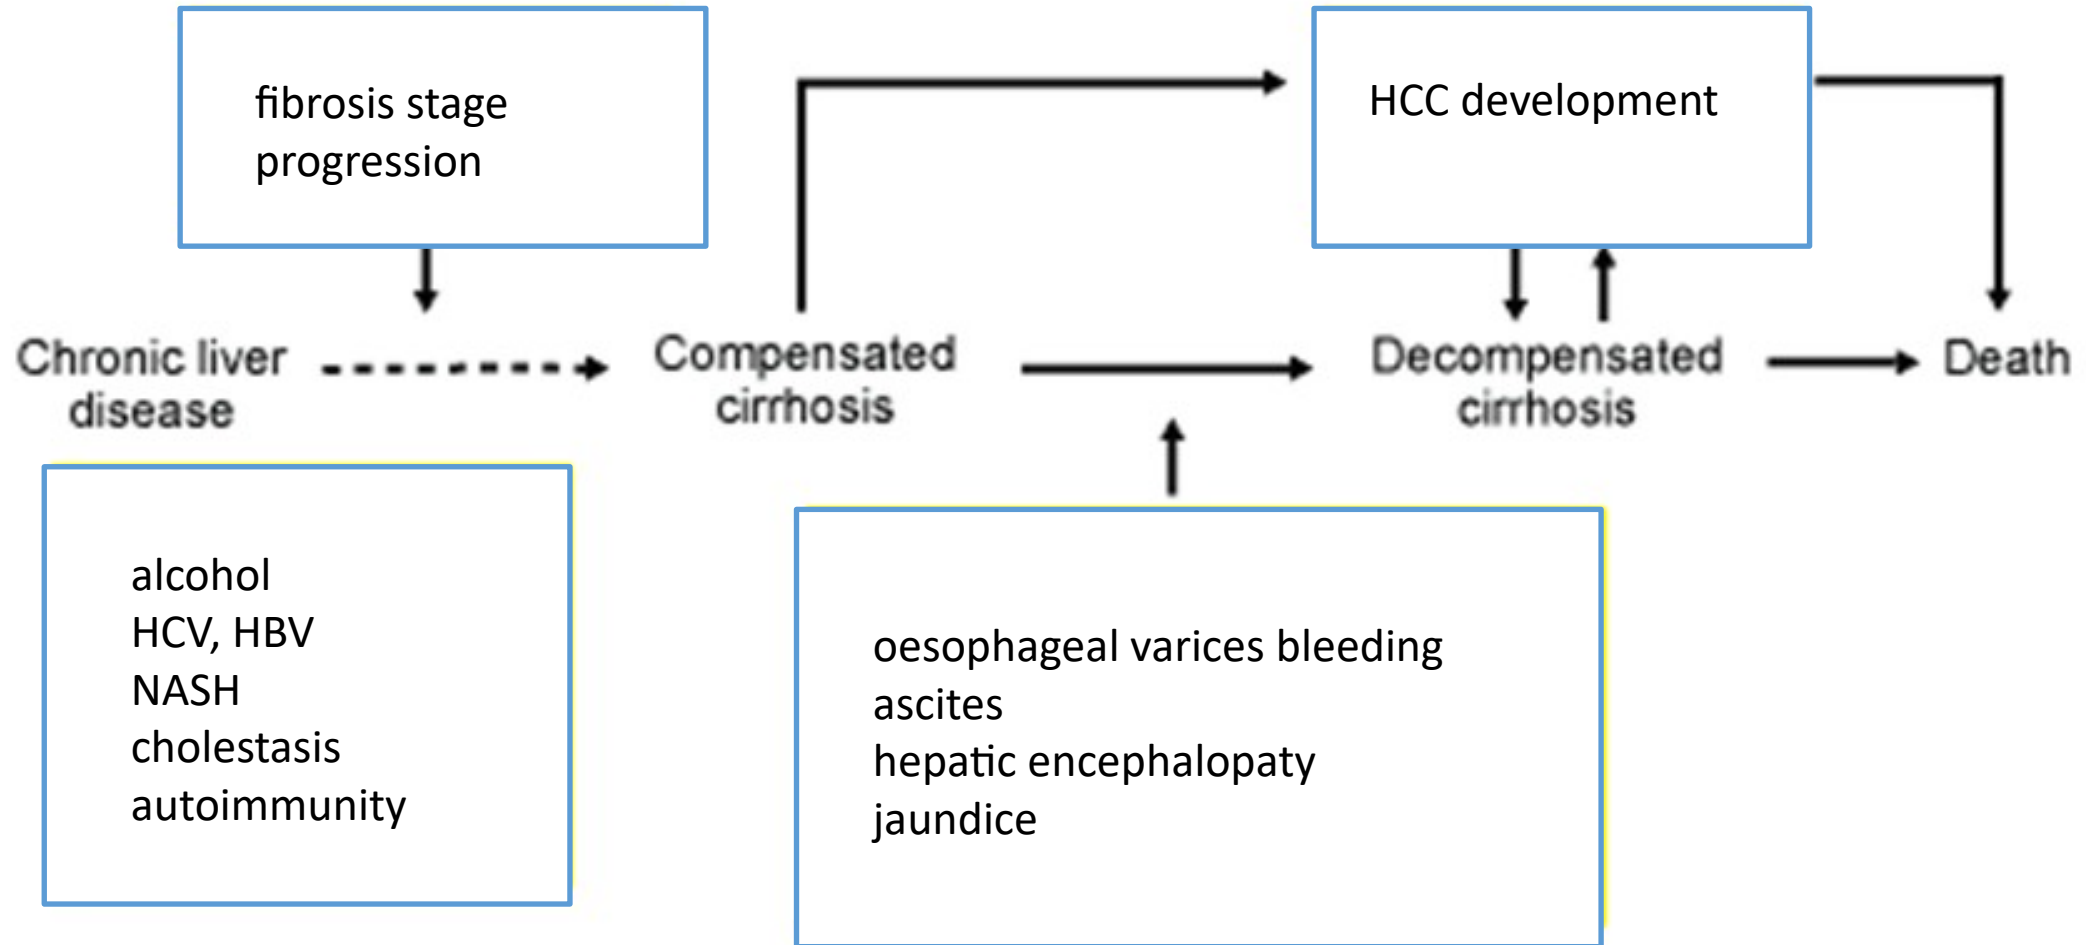 fibrosis stage
progression
HCC development
Chronic liver
disease
Compensated
cirrhosis
Decompensated
cirrhosis
Death
alcohol
HCV, HBV
NASH
cholestasis
autoimmunity
oesophageal varices bleeding
ascites
hepatic encephalopaty
jaundice